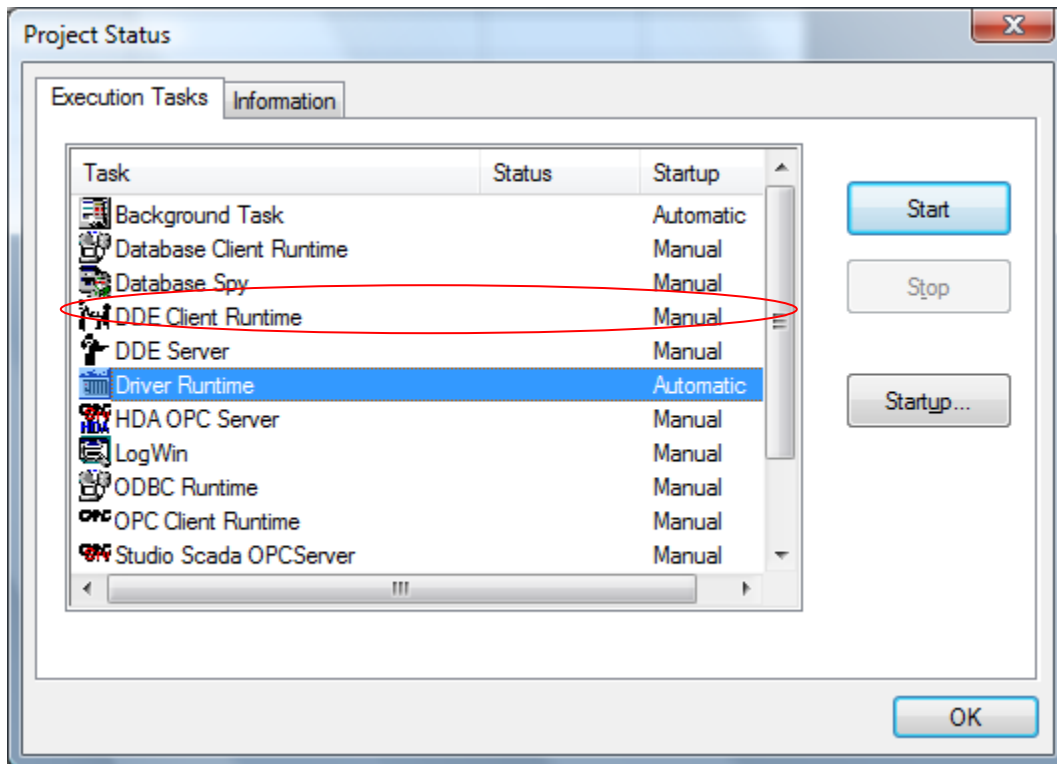 Project Status
Execution Tasks Information
Task Status Startup
Background Task Automatic
Database Client Runtime Manual
Database Spy Manual
DDE Client Runtime Manual
DDE Server Manual
Driver Runtime Automatic
HDA OPC Server Manual
LogWin Manual
ODBC Runtime Manual
OPC Client Runtime Manual
Studio Scada OPCServer Manual
Start
Stop
Startup...
OK